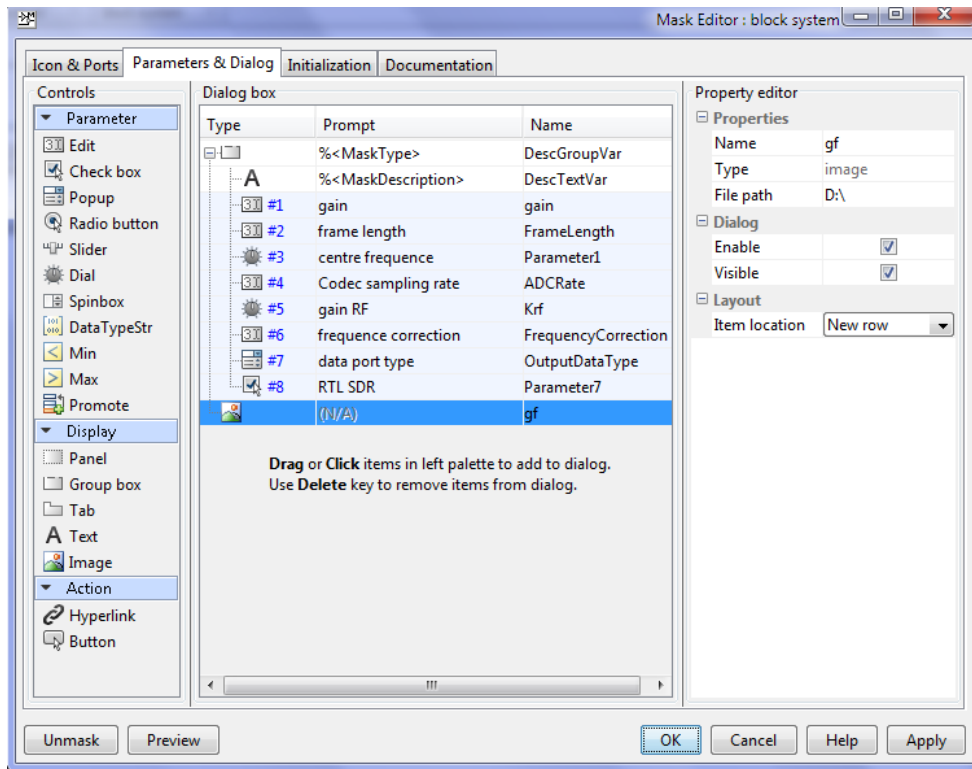 Mask Editor : block system
Icon & Ports Parameters & Dialog Initialization Documentation
Controls
Parameter
Edit
Check box
Popup
Radio button
Slider
Dial
Spinbox
DataTypeStr
Min
Max
Promote
Display
Panel
Group box
Tab
A Text
Image
Action
Hyperlink
Button
Dialog box
Type Prompt Name
%<MaskType> DescGroupVar
A %<MaskDescription> DescTextVar
#1 gain gain
#2 frame length FrameLength
#3 centre frequence Parameter1
#4 Codec sampling rate ADCRate
#5 gain RF Krf
#6 frequence correction FrequencyCorrection
#7 data port type OutputDataType
#8 RTL SDR Parameter7
(N/A) gf
Drag or Click items in left palette to add to dialog.
Use Delete key to remove items from dialog.
Property editor
Properties
Name gf
Type image
File path D:\
Dialog
Enable
Visible
Layout
Item location New row
Unmask Preview OK Cancel Help Apply